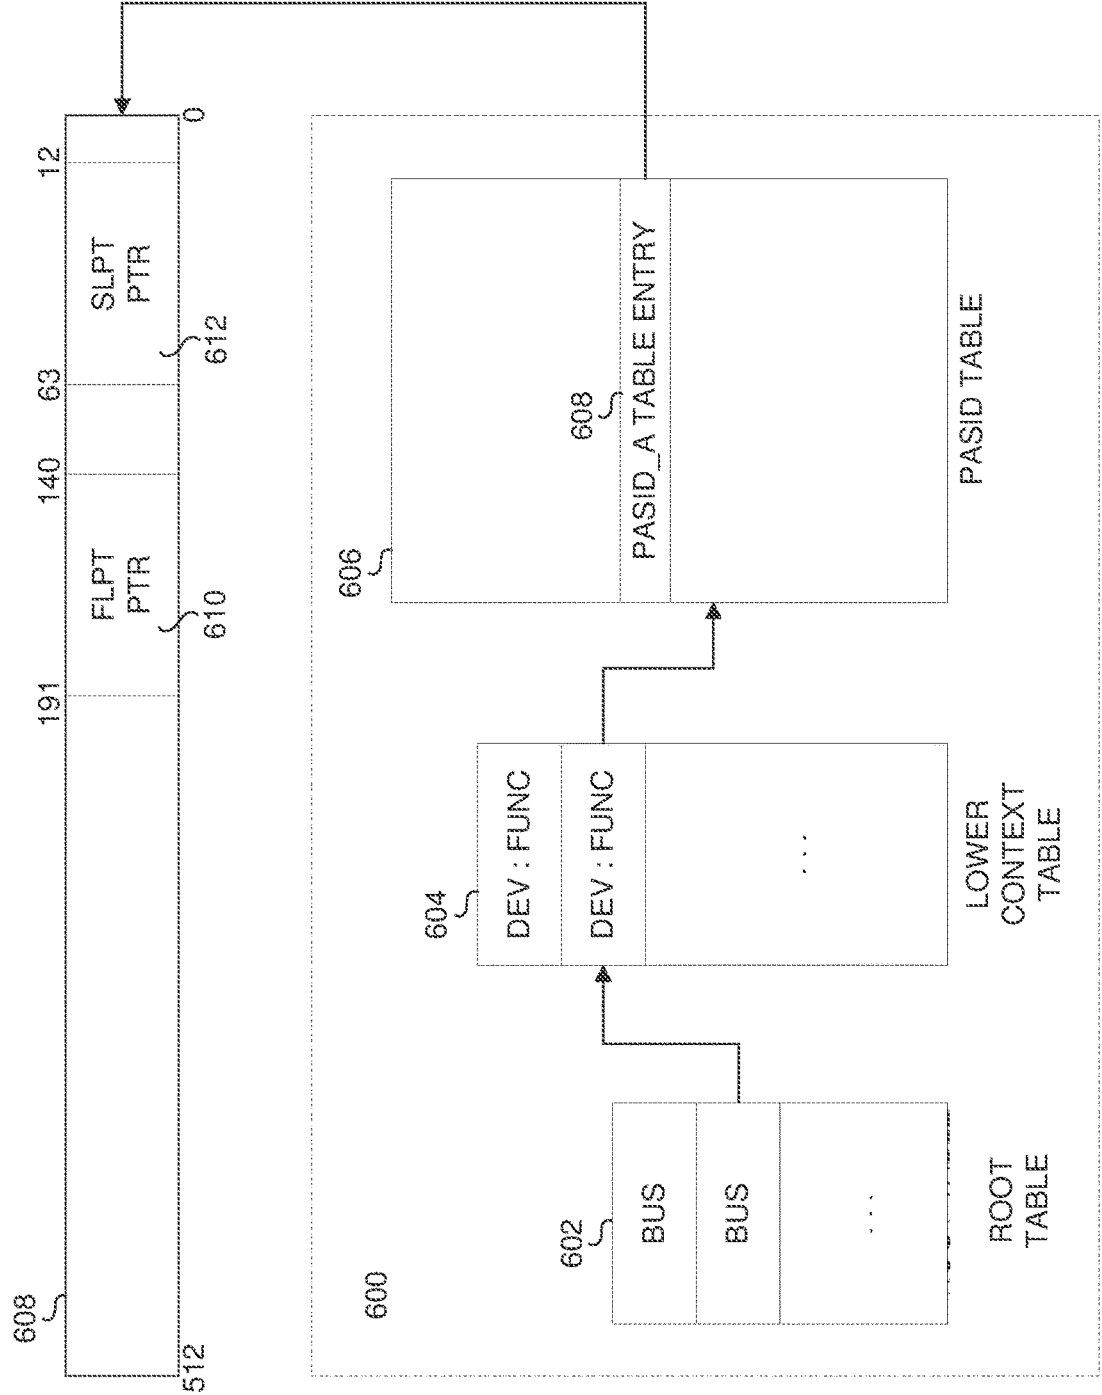 608
191
140
63
12
FLPT
PTR
SLPT
PTR
512
610
612
0
600
602
BUS
BUS
...
ROOT
TABLE
604
DEV : FUNC
DEV : FUNC
...
LOWER
CONTEXT
TABLE
606
608
PASID_A TABLE ENTRY
PASID TABLE